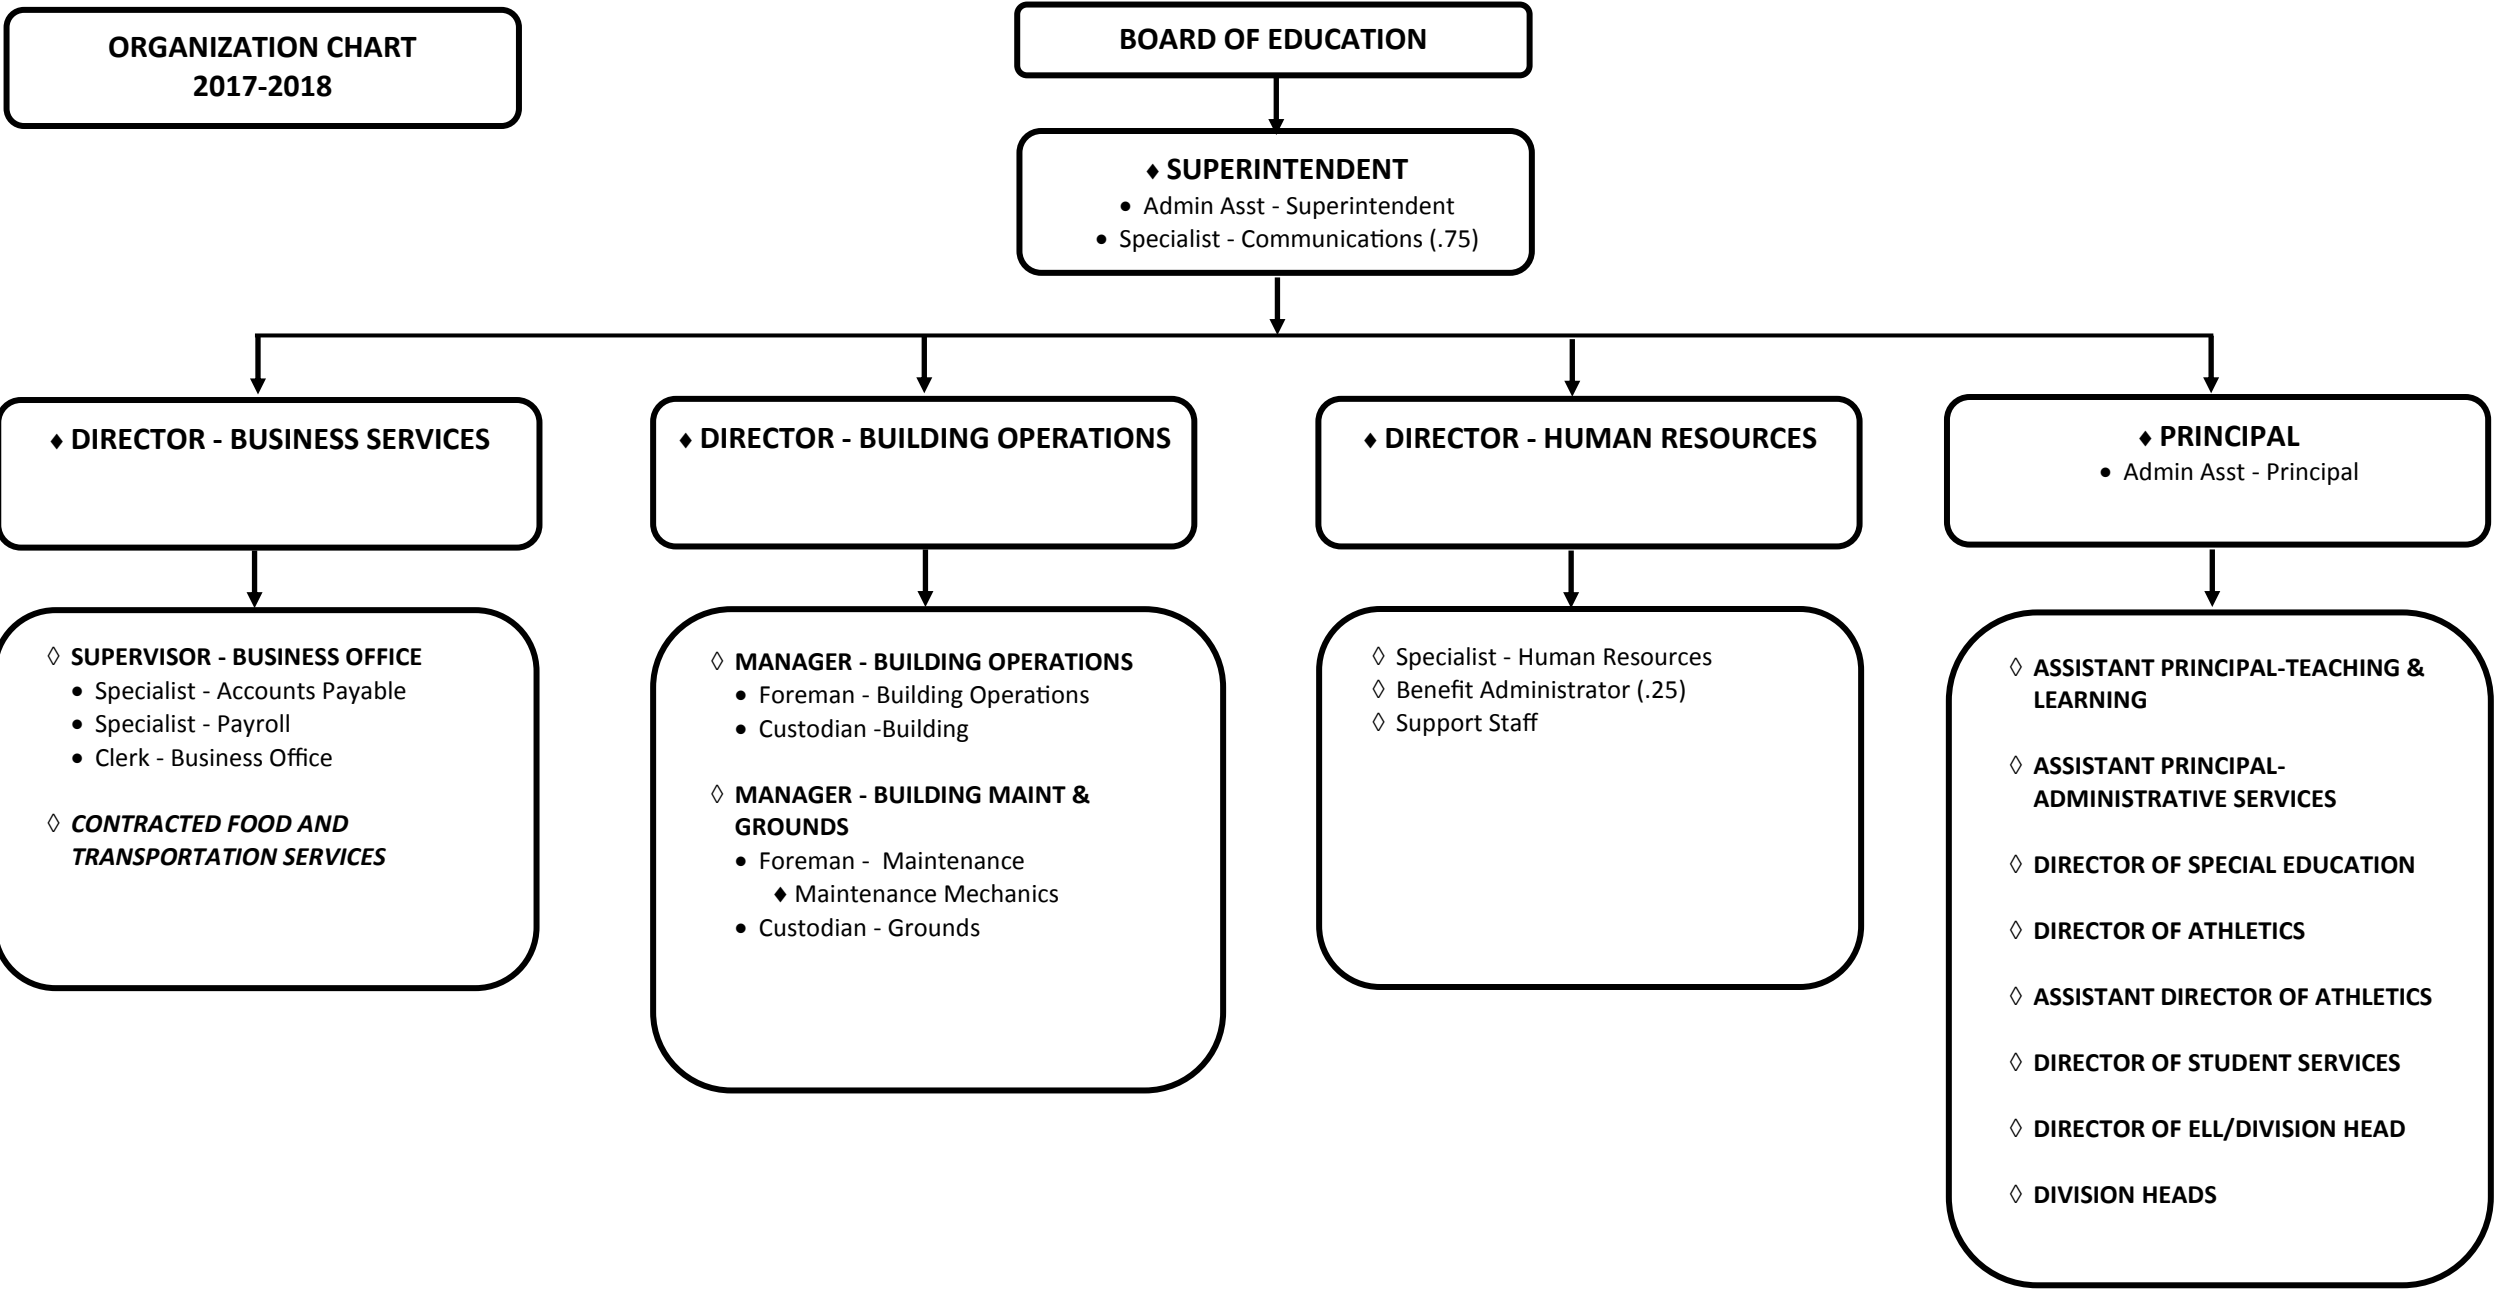 ORGANIZATION CHART
2017-2018
BOARD OF EDUCATION
♦ SUPERINTENDENT
• Admin Asst - Superintendent
• Specialist - Communications (.75)
♦ DIRECTOR - BUSINESS SERVICES
♦ DIRECTOR - BUILDING OPERATIONS
♦ DIRECTOR - HUMAN RESOURCES
♦ PRINCIPAL
• Admin Asst - Principal
◊ SUPERVISOR - BUSINESS OFFICE
• Specialist - Accounts Payable
• Specialist - Payroll
• Clerk - Business Office
◊ CONTRACTED FOOD AND
TRANSPORTATION SERVICES
◊ MANAGER - BUILDING OPERATIONS
• Foreman - Building Operations
• Custodian -Building
◊ MANAGER - BUILDING MAINT &
GROUNDS
• Foreman -  Maintenance
♦ Maintenance Mechanics
• Custodian - Grounds
◊ Specialist - Human Resources
◊ Benefit Administrator (.25)
◊ Support Staff
◊ ASSISTANT PRINCIPAL-TEACHING &
LEARNING
◊ ASSISTANT PRINCIPAL-
ADMINISTRATIVE SERVICES
◊ DIRECTOR OF SPECIAL EDUCATION
◊ DIRECTOR OF ATHLETICS
◊ ASSISTANT DIRECTOR OF ATHLETICS
◊ DIRECTOR OF STUDENT SERVICES
◊ DIRECTOR OF ELL/DIVISION HEAD
◊ DIVISION HEADS